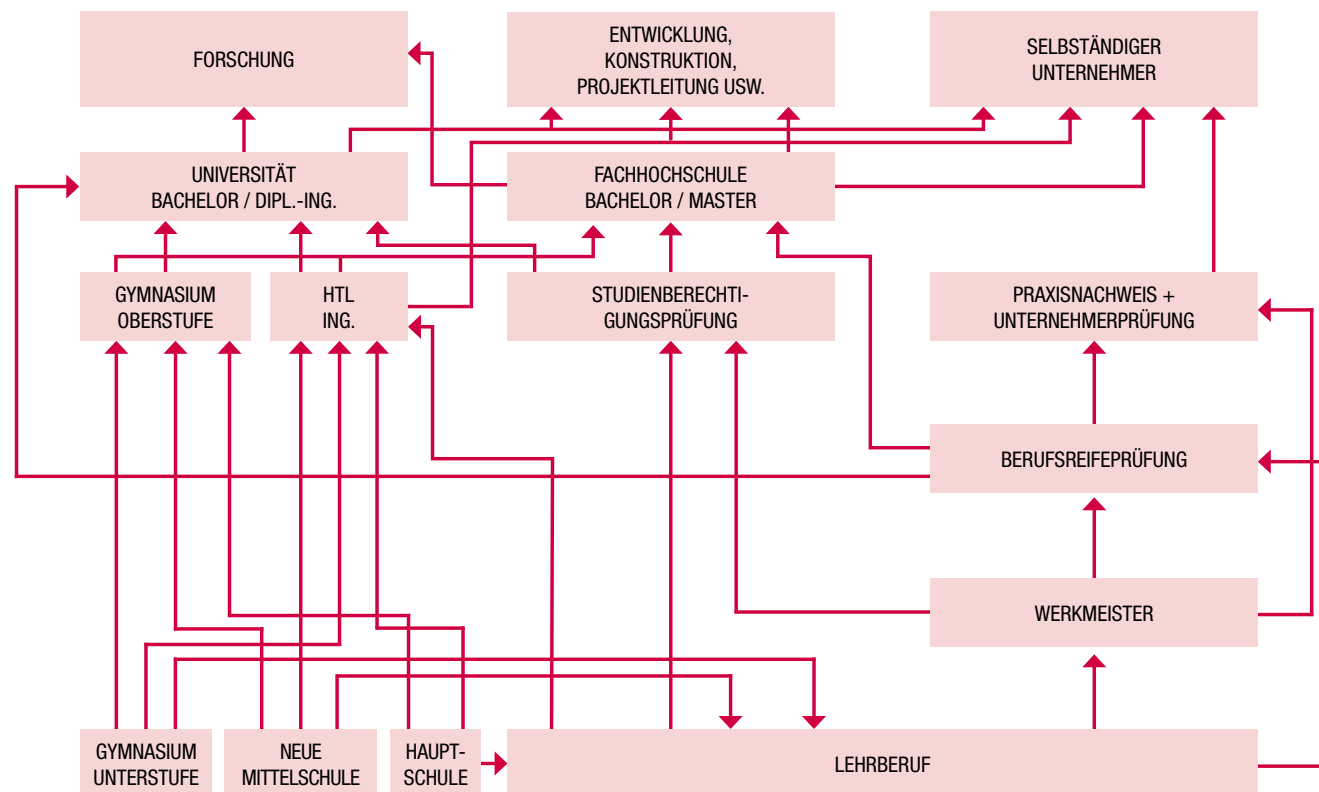 FORSCHUNG
ENTWICKLUNG,
KONSTRUKTION,
PROJEKTLEITUNG USW.
SELBSTÄNDIGER
UNTERNEHMER
UNIVERSITÄT
BACHELOR / DIPL.-ING.
FACHHOCHSCHULE
BACHELOR / MASTER
GYMNASIUM
OBERSTUFE
HTL
ING.
STUDIENBERECHTI-
GUNGSPRÜFUNG
PRAXISNACHWEIS +
UNTERNEHMERPRÜFUNG
BERUFSREIFEPRÜFUNG
WERKMEISTER
GYMNASIUM
UNTERSTUFE
NEUE
MITTELSCHULE
HAUPT-
SCHULE
LEHRBERUF